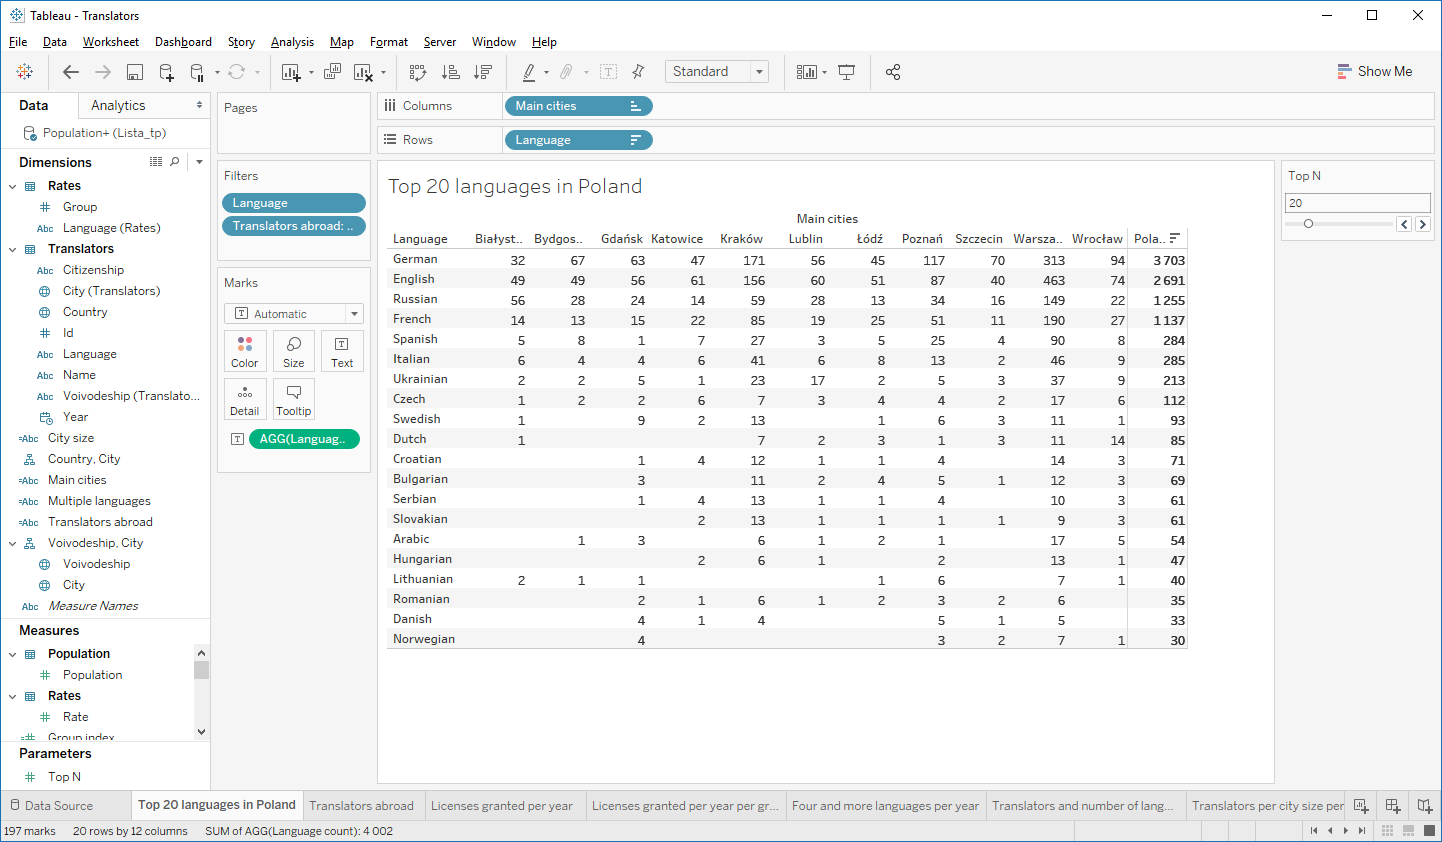 Tableau - Translators
File Data Worksheet Dashboard Story Analysis Map Format Server Window Help
Standard
Show Me
Data Analytics
Population+ (Lista_tp)
Dimensions
Rates
Group
Abc Language (Rates)
Translators
Abc Citizenship
City (Translators)
Country
Id
Abc Language
Abc Name
Abc Voivodeship (Translato...
Year
=Abc City size
Country, City
=Abc Main cities
=Abc Multiple languages
=Abc Translators abroad
Voivodeship, City
Voivodeship
City
Abc Measure Names
Measures
Population
Population
Rates
Rate
Group index
Parameters
Top N
Pages
Filters
Language
Translators abroad: ..
Marks
Automatic
Color Size Text
Detail Tooltip
AGG(Languag..
Columns Main cities
Rows Language
Top 20 languages in Poland
Main cities
Language Białyst.. Bydgos.. Gdańsk Katowice Kraków Lublin Łódź Poznań Szczecin Warsza.. Wrocław Pola..
German 32 67 63 47 171 56 45 117 70 313 94 3 703
English 49 49 56 61 156 60 51 87 40 463 74 2 691
Russian 56 28 24 14 59 28 13 34 16 149 22 1 255
French 14 13 15 22 85 19 25 51 11 190 27 1 137
Spanish 5 8 1 7 27 3 5 25 4 90 8 284
Italian 6 4 4 6 41 6 8 13 2 46 9 285
Ukrainian 2 2 5 1 23 17 2 5 3 37 9 213
Czech 1 2 2 6 7 3 4 4 2 17 6 112
Swedish 1 9 2 13 1 6 3 11 1 93
Dutch 1 7 2 3 1 3 11 14 85
Croatian 1 4 12 1 1 4 14 3 71
Bulgarian 3 11 2 4 5 1 12 3 69
Serbian 1 4 13 1 1 4 10 3 61
Slovakian 2 13 1 1 1 1 9 3 61
Arabic 1 3 6 1 2 1 17 5 54
Hungarian 2 6 1 2 13 1 47
Lithuanian 2 1 1 1 6 7 1 40
Romanian 2 1 6 1 2 3 2 6 35
Danish 4 1 4 5 1 5 33
Norwegian 4 3 2 7 1 30
Top N
20
Data Source Top 20 languages in Poland Translators abroad Licenses granted per year Licenses granted per year per gr... Four and more languages per year Translators and number of lang... Translators per city size per
197 marks 20 rows by 12 columns SUM of AGG(Language count): 4 002